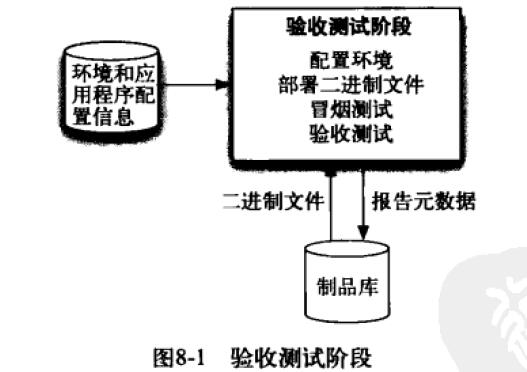 验收测试阶段
配置环境
部署二进制文件
冒烟测试
验收测试
环境和应
用程序配
置信息
二进制文件
报告元数据
制品库
图8-1 验收测试阶段